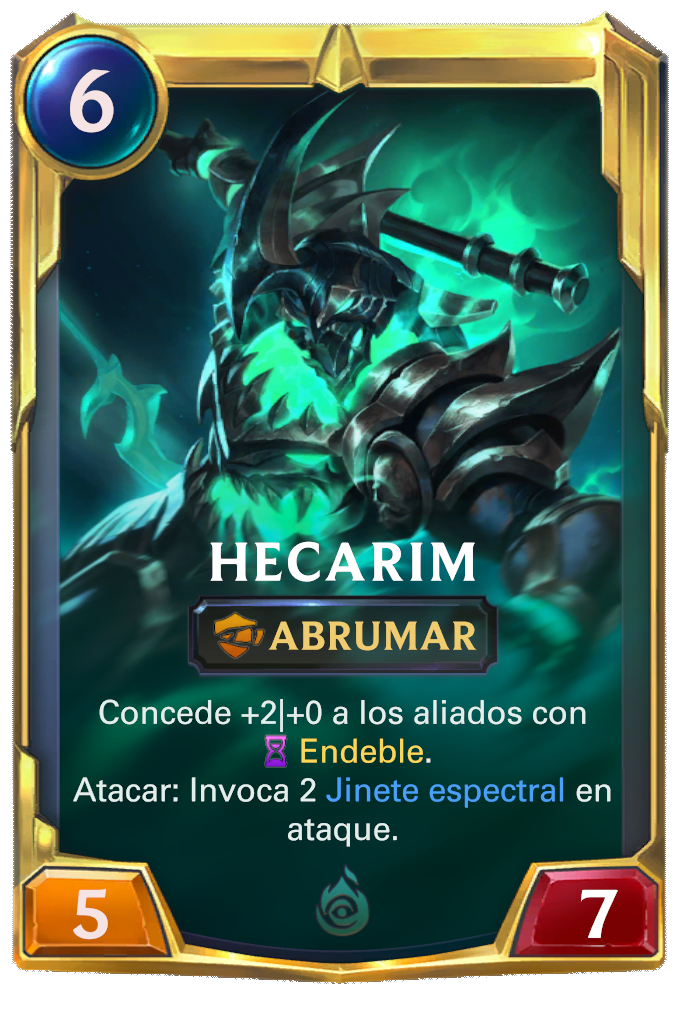 6
HECARIM
ABRUMAR
Concede +2|+0 a los aliados con
Endeble.
Atacar: Invoca 2 Jinete espectral en
ataque.
5
7